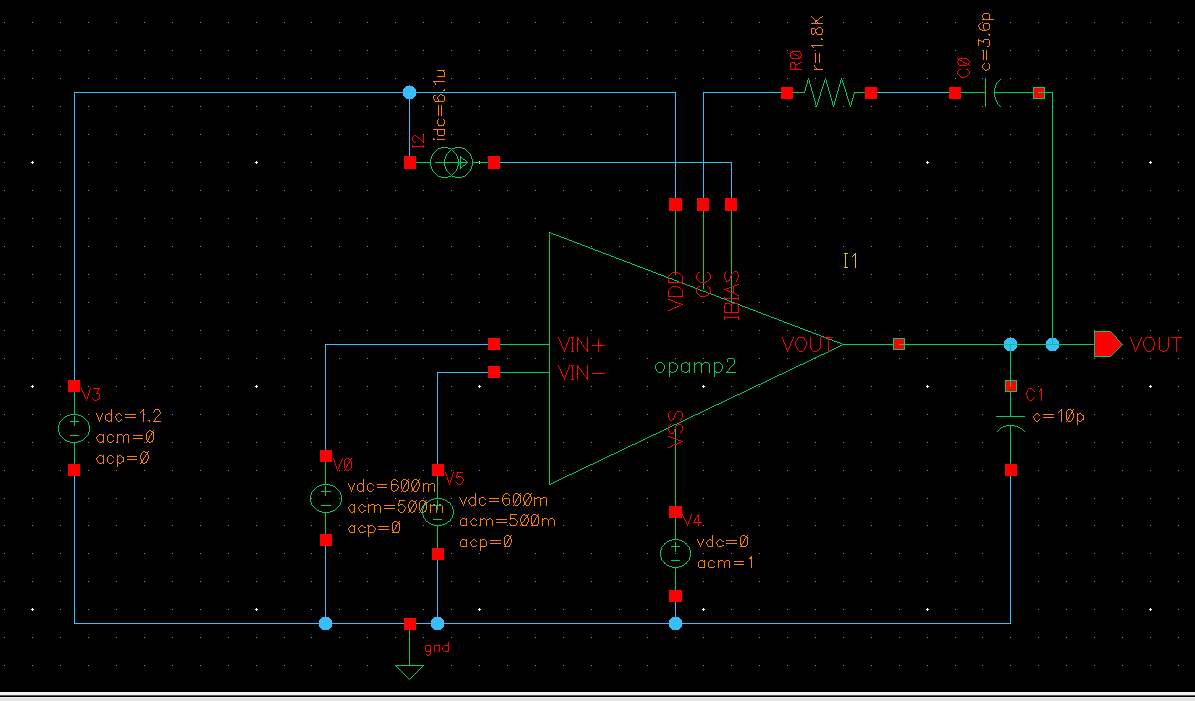 R0
r=1.8K
C0
c=3.6p
I2
idc=6.1u
I1
VDD
CC
IBIAS
VIN+
VIN-
VOUT
opamp2
VSS
VOUT
C1
c=10p
V3
vdc=1.2
acm=0
acp=0
V0
vdc=600m
acm=500m
acp=0
V5
vdc=600m
acm=500m
acp=0
V4
vdc=0
acm=1
gnd